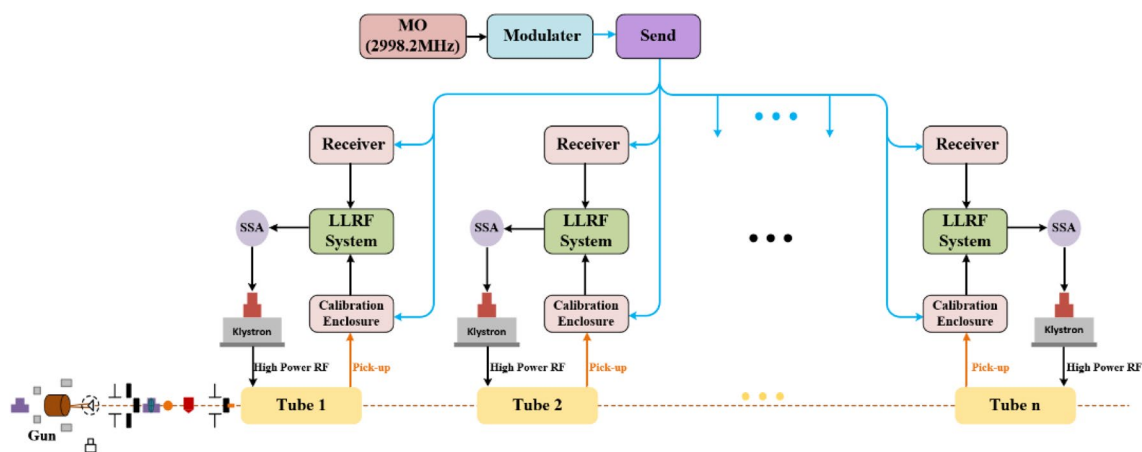 MO
(2998.2MHz)
Modulater
Send
Receiver
Receiver
Receiver
SSA
LLRF
System
SSA
LLRF
System
LLRF
System
SSA
Calibration
Enclosure
Calibration
Enclosure
Calibration
Enclosure
Klystron
Klystron
Klystron
High Power RF
Pick-up
High Power RF
Pick-up
Pick-up
High Power RF
Gun
Tube 1
Tube 2
Tube n